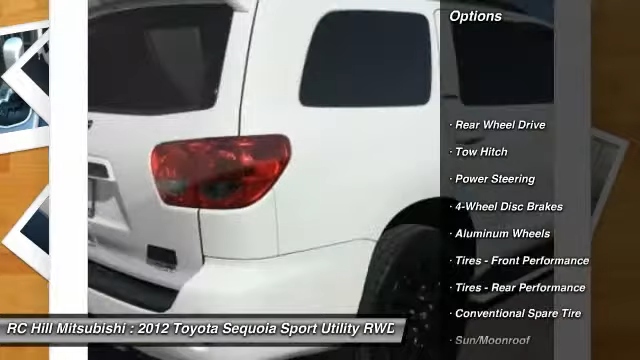 Options
· Rear Wheel Drive
· Tow Hitch
· Power Steering
· 4-Wheel Disc Brakes
· Aluminum Wheels
· Tires - Front Performance
· Tires - Rear Performance
· Conventional Spare Tire
· Sun/Moonroof
RC Hill Mitsubishi : 2012 Toyota Sequoia Sport Utility RWD